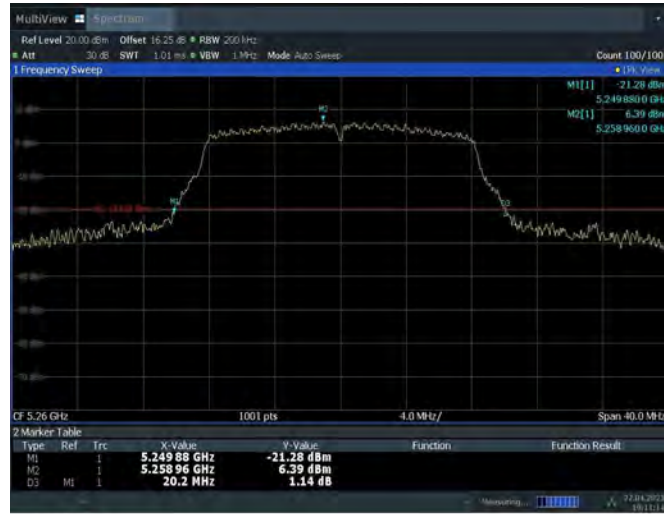 MultiView Spectrum
Ref Level 20.00 dBm Offset 16.25 dB RBW 200 kHz
Att 30 dB SWT 1.01 ms VBW 1 MHz Mode Auto Sweep Count 100/100
1 Frequency Sweep 1Pk View
M1[1] -21.28 dBm
5.2498800 GHz
M2[1] 6.39 dBm
5.2589600 GHz
M2
M1
D3
CF 5.26 GHz 1001 pts 4.0 MHz/ Span 40.0 MHz
2 Marker Table
Type Ref Trc X-Value Y-Value Function Function Result
M1 1 5.249 88 GHz -21.28 dBm
M2 1 5.258 96 GHz 6.39 dBm
D3 M1 1 20.2 MHz 1.14 dB
Measuring...